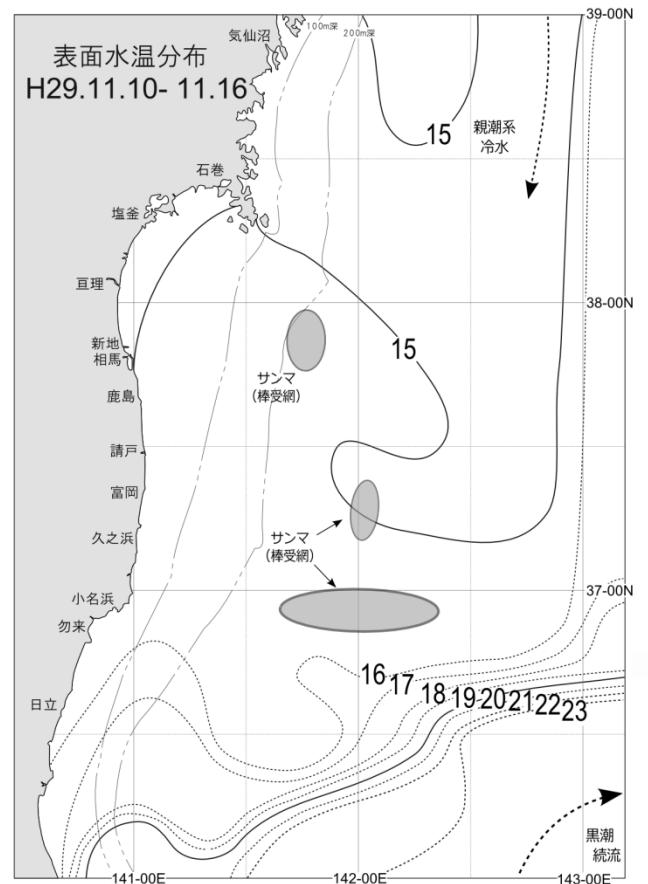 表面水温分布
H29.11.10- 11.16
気仙沼
100m深
200m深
39-00N
15
親潮系
冷水
石巻
塩釜
亘理
38-00N
新地
相馬
15
サンマ
(棒受網)
鹿島
請戸
富岡
久之浜
サンマ
(棒受網)
37-00N
小名浜
勿来
16
17
18
19
20
21
22
23
日立
黒潮
続流
141-00E
142-00E
143-00E